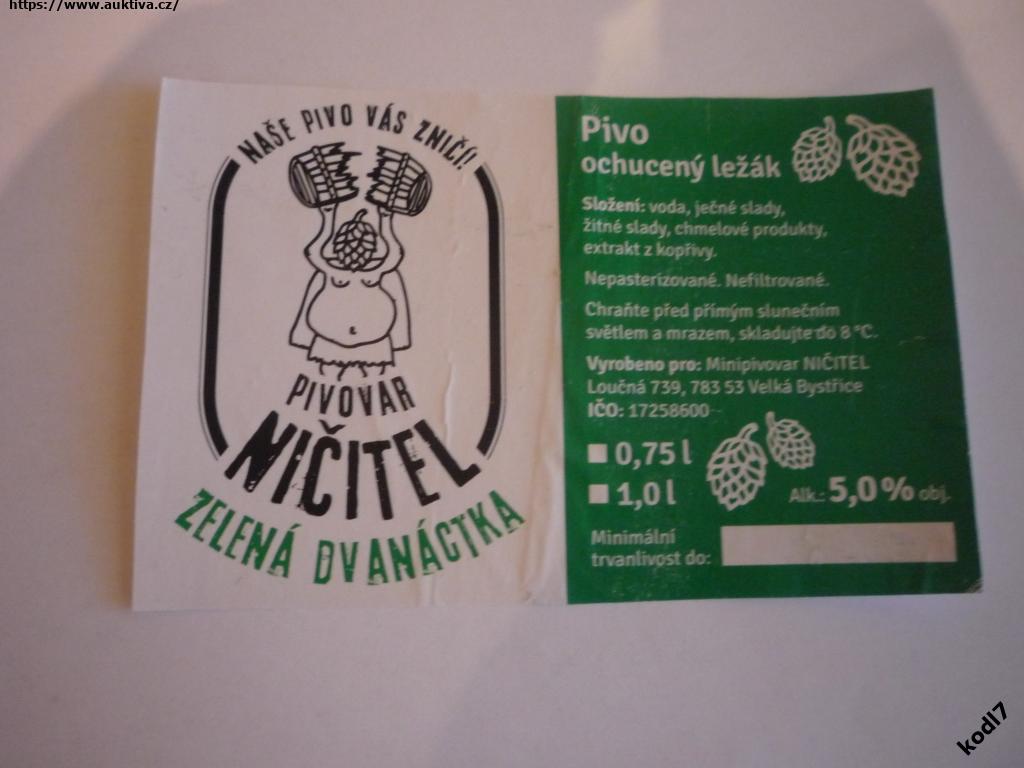 https://www.auktiva.cz/
NAŠE PIVO VÁS ZNIČÍ!
PIVOVAR
NIČITEL
ZELENÁ DVANÁCTKA
Pivo
ochucený ležák
Složení: voda, ječné slady,
žitné slady, chmelové produkty,
extrakt z kopřivy.
Nepasterizované. Nefiltrované.
Chraňte před přímým slunečním
světlem a mrazem, skladujte do 8 °C.
Vyrobeno pro: Minipivovar NIČITEL
Loučná 739, 783 53 Velká Bystřice
IČO: 17258600
0,75 l
1,0 l
Alk.: 5,0 % obj.
Minimální
trvanlivost do:
kodl7